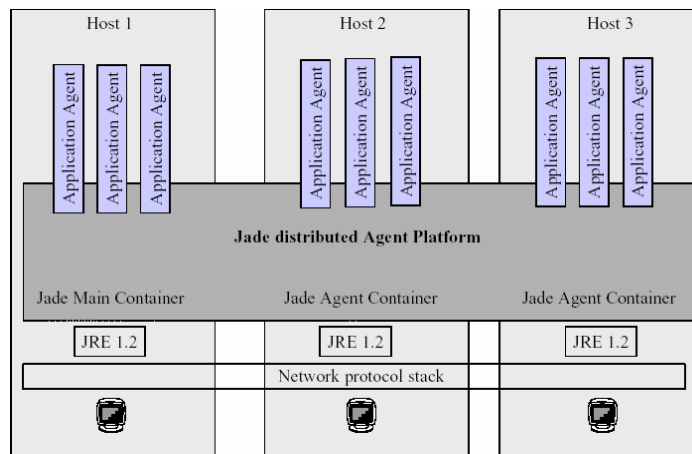 Host 1
Host 2
Host 3
Application Agent
Application Agent
Application Agent
Application Agent
Application Agent
Application Agent
Application Agent
Application Agent
Application Agent
Jade distributed Agent Platform
Jade Main Container
Jade Agent Container
Jade Agent Container
JRE 1.2
JRE 1.2
JRE 1.2
Network protocol stack